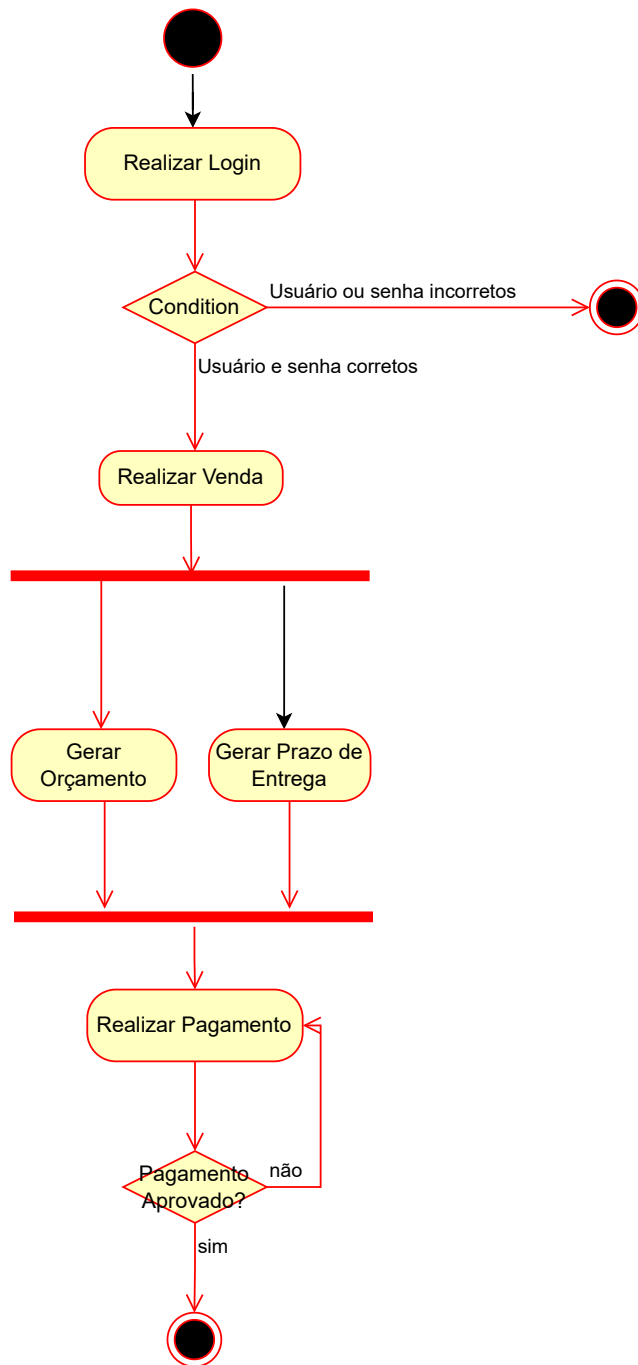 Realizar Login
Condition
Usuário ou senha incorretos
Usuário e senha corretos
Realizar Venda
Gerar
Orçamento
Gerar Prazo de
Entrega
Realizar Pagamento
Pagamento
Aprovado?
não
sim